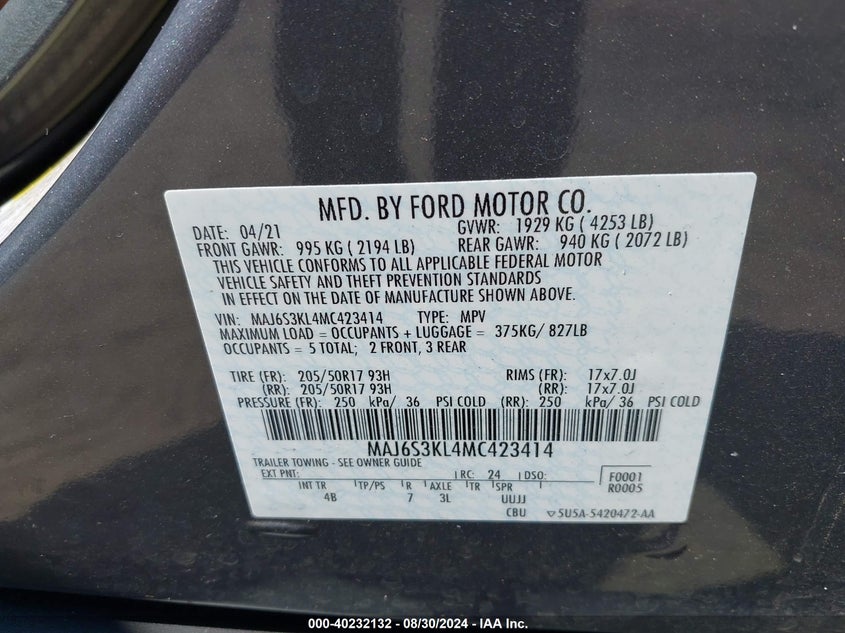 MFD. BY FORD MOTOR CO.
DATE: 04/21 GVWR: 1929 KG ( 4253 LB)
FRONT GAWR: 995 KG ( 2194 LB) REAR GAWR: 940 KG ( 2072 LB)
THIS VEHICLE CONFORMS TO ALL APPLICABLE FEDERAL MOTOR
VEHICLE SAFETY AND THEFT PREVENTION STANDARDS
IN EFFECT ON THE DATE OF MANUFACTURE SHOWN ABOVE.
VIN: MAJ6S3KL4MC423414 TYPE: MPV
MAXIMUM LOAD = OCCUPANTS + LUGGAGE = 375KG/ 827LB
OCCUPANTS = 5 TOTAL; 2 FRONT, 3 REAR
TIRE (FR): 205/50R17 93H RIMS (FR): 17x7.0J
(RR): 205/50R17 93H (RR): 17x7.0J
PRESSURE (FR): 250 kPa/ 36 PSI COLD (RR): 250 kPa/ 36 PSI COLD
MAJ6S3KL4MC423414
TRAILER TOWING - SEE OWNER GUIDE
EXT PNT: RC: 24 DSO: F0001
INT TR TP/PS R AXLE TR SPR R0005
4B 7 3L UUJJ
CBU 5U5A-5420472-AA
000-40232132 - 08/30/2024 - IAA Inc.